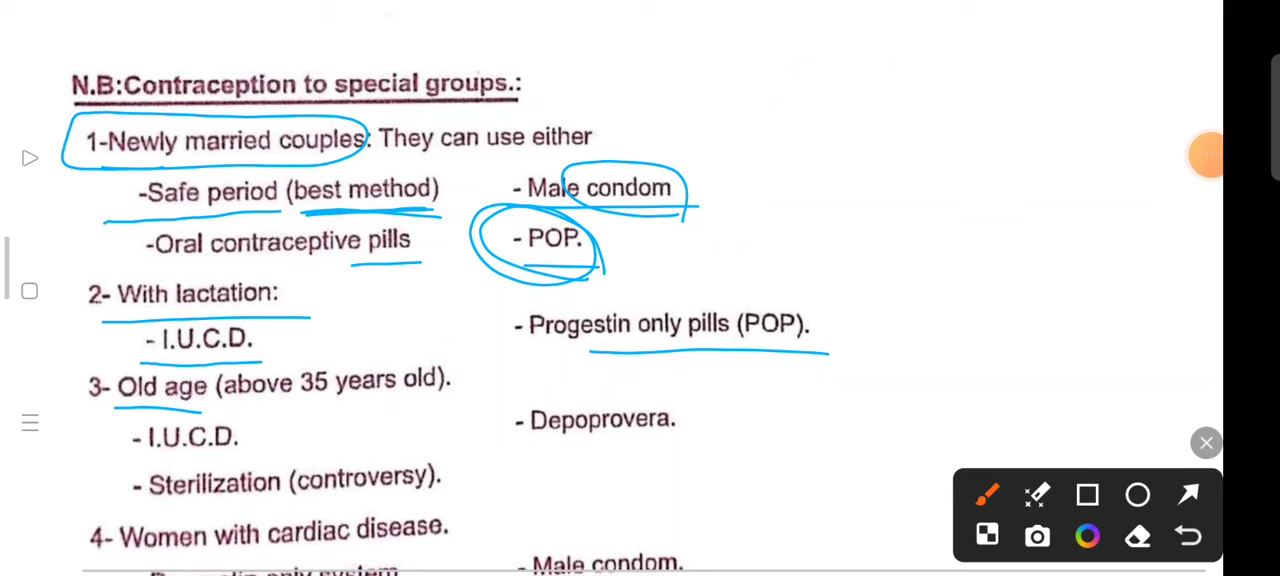 N.B:Contraception to special groups.:
1-Newly married couples: They can use either
-Safe period (best method) - Male condom
-Oral contraceptive pills - POP.
2- With lactation:
- I.U.C.D. - Progestin only pills (POP).
3- Old age (above 35 years old).
- I.U.C.D. - Depoprovera.
- Sterilization (controversy).
4- Women with cardiac disease.
only system - Male condom.